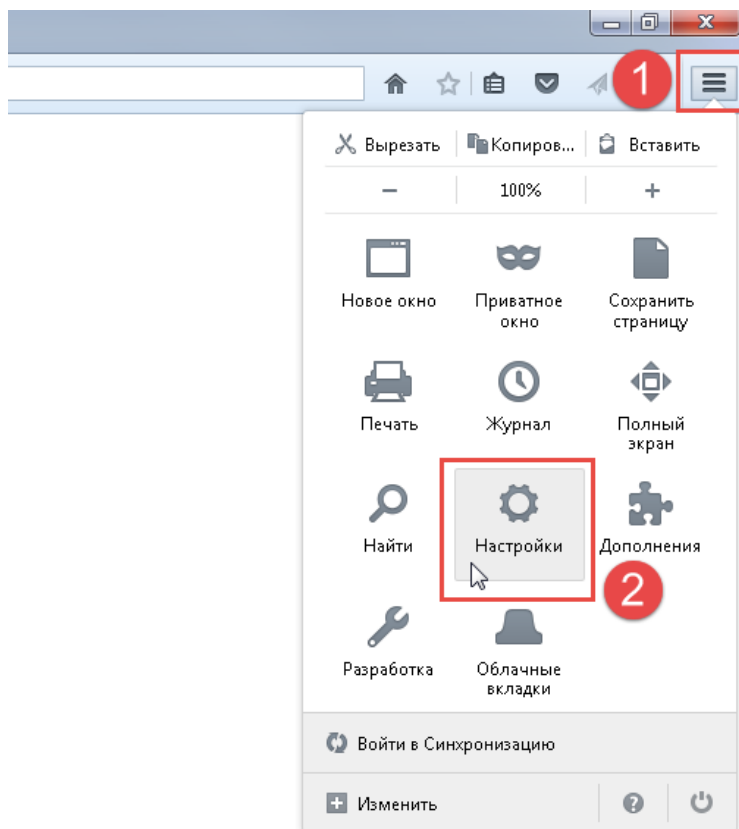 1
Вырезать Копиров... Вставить
− 100% +
Новое окно Приватное Сохранить
окно страницу
Печать Журнал Полный
экран
Найти Настройки Дополнения
2
Разработка Облачные
вкладки
Войти в Синхронизацию
Изменить ?